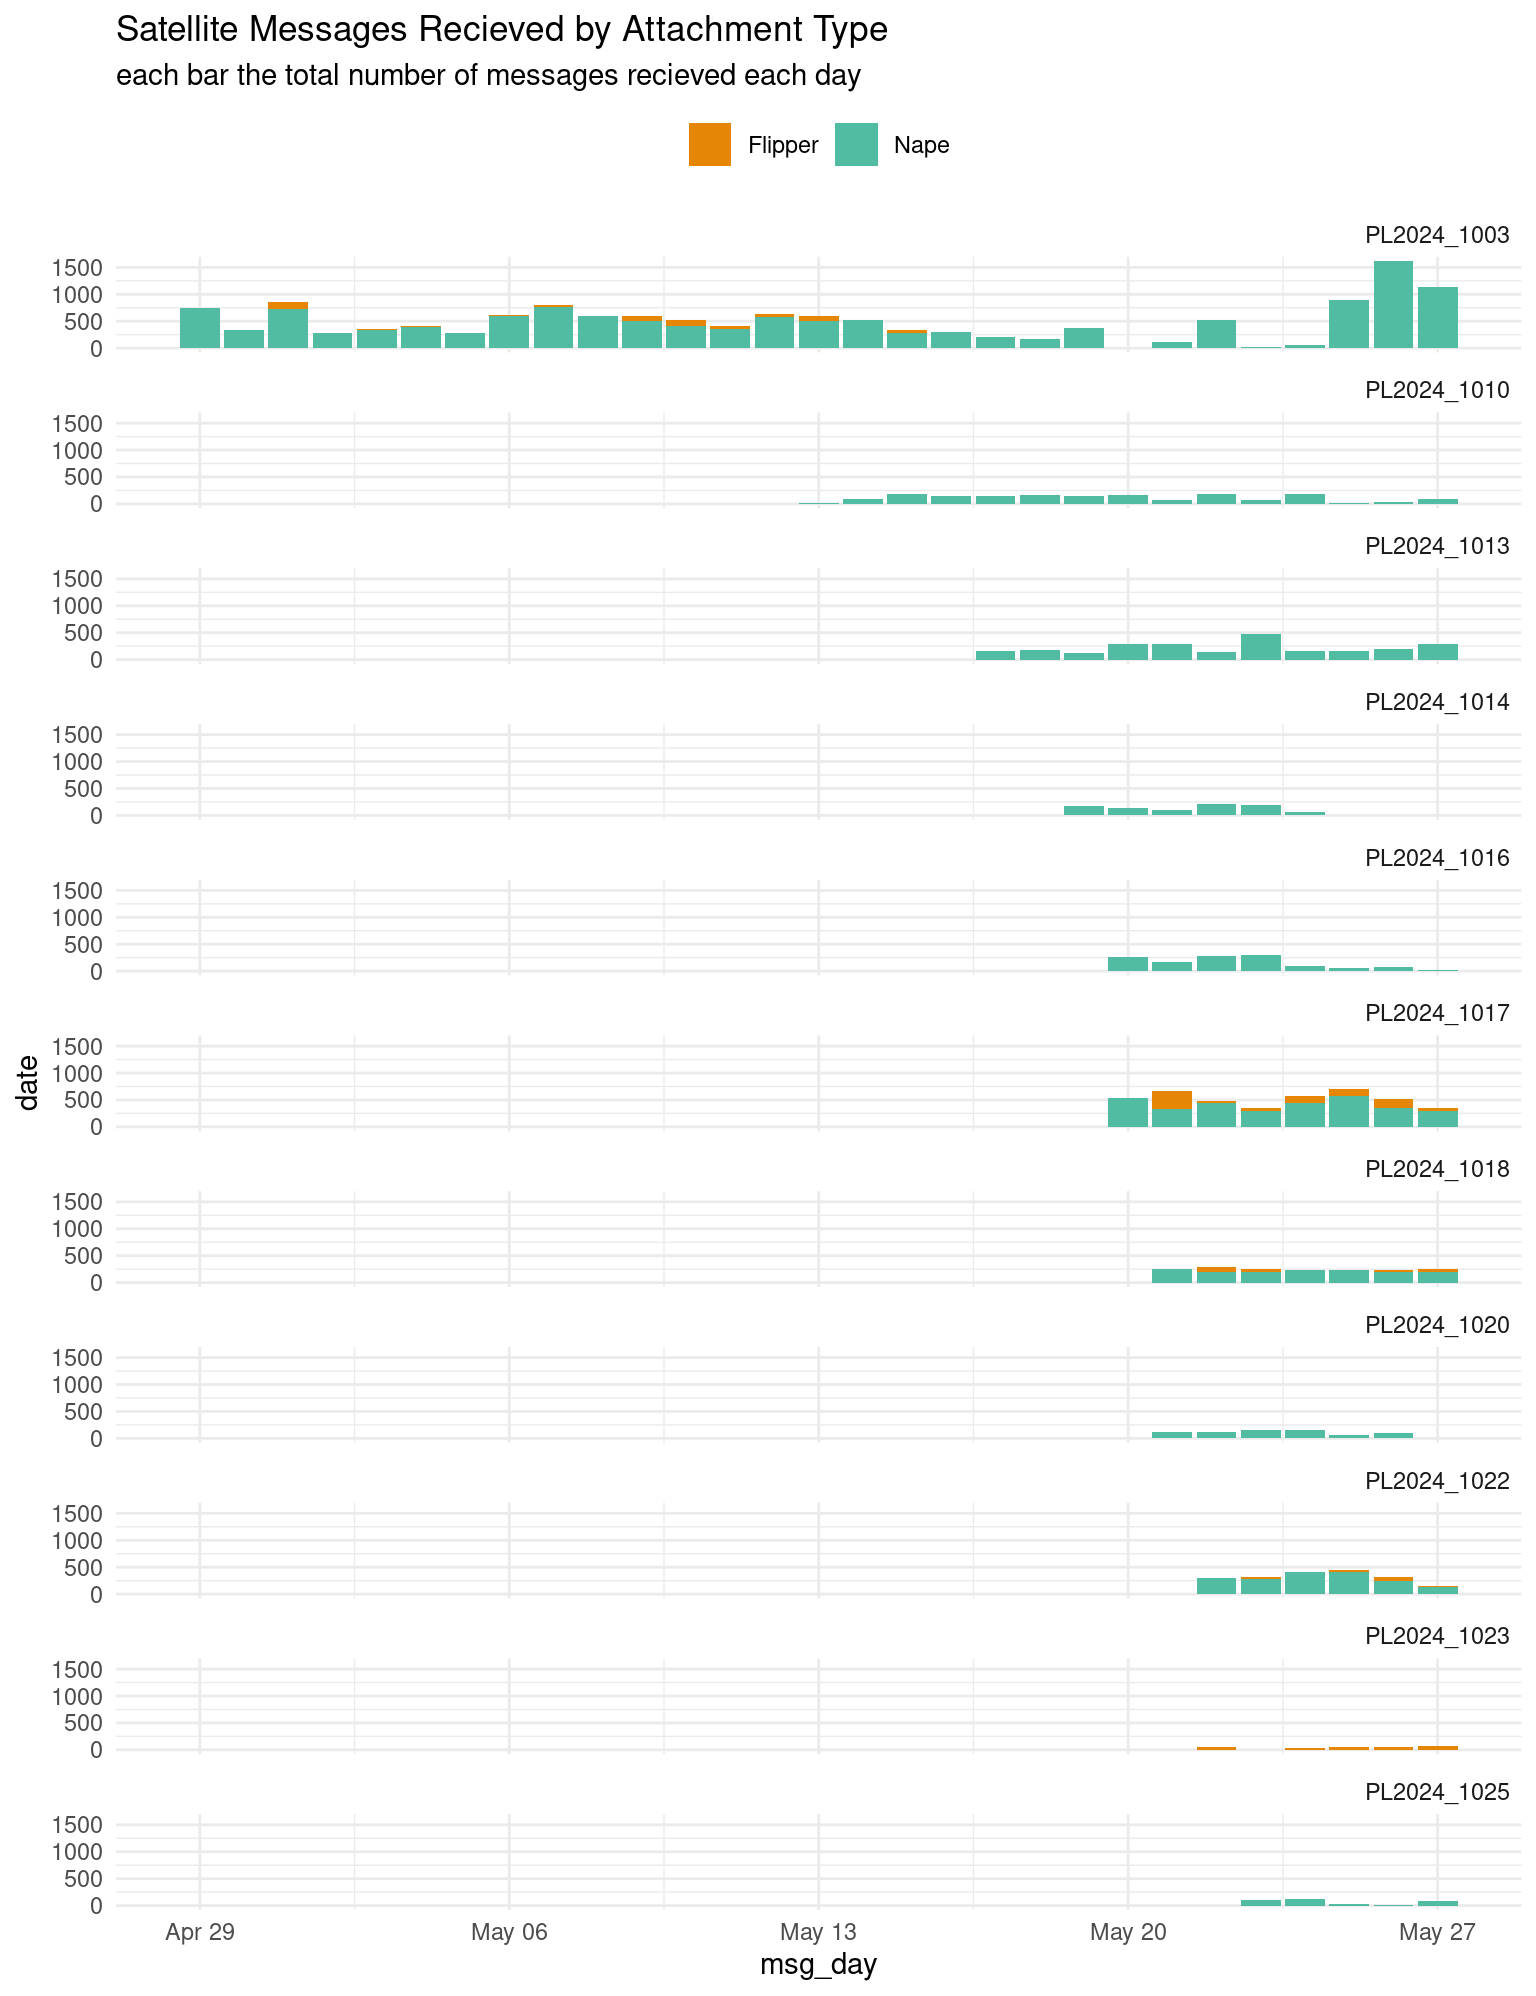 Satellite Messages Recieved by Attachment Type
each bar the total number of messages recieved each day
Flipper Nape
PL2024_1003
1500
1000
500
0
PL2024_1010
1500
1000
500
0
PL2024_1013
1500
1000
500
0
PL2024_1014
1500
1000
500
0
PL2024_1016
1500
1000
500
0
PL2024_1017
1500
1000
500
0
date
PL2024_1018
1500
1000
500
0
PL2024_1020
1500
1000
500
0
PL2024_1022
1500
1000
500
0
PL2024_1023
1500
1000
500
0
PL2024_1025
1500
1000
500
0
Apr 29 May 06 May 13 May 20 May 27
msg_day